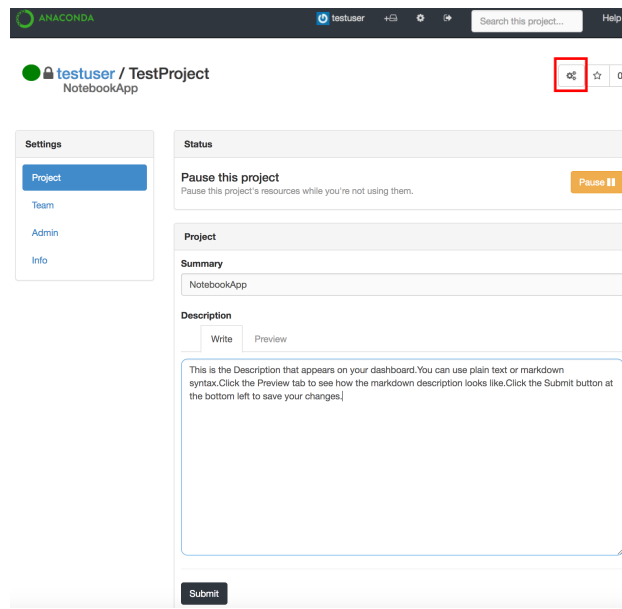 ANACONDA
testuser
Search this project...
Help
testuser / TestProject
NotebookApp
0
Settings
Project
Team
Admin
Info
Status
Pause this project
Pause this project's resources while you're not using them.
Pause
Project
Summary
NotebookApp
Description
Write
Preview
This is the Description that appears on your dashboard.You can use plain text or markdown
syntax.Click the Preview tab to see how the markdown description looks like.Click the Submit button at
the bottom left to save your changes.
Submit